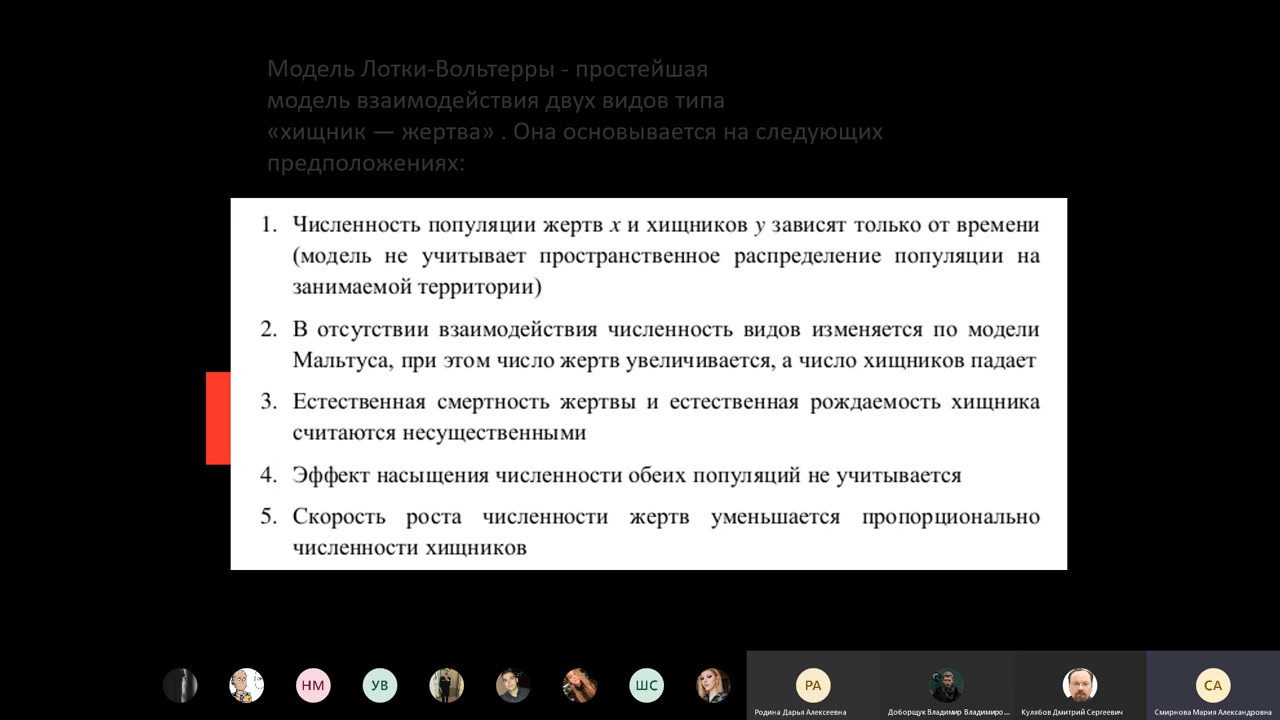 Модель Лотки-Вольтерры - простейшая
модель взаимодействия двух видов типа
«хищник — жертва» . Она основывается на следующих
предположениях:
1. Численность популяции жертв x и хищников y зависят только от времени
(модель не учитывает пространственное распределение популяции на
занимаемой территории)
2. В отсутствии взаимодействия численность видов изменяется по модели
Мальтуса, при этом число жертв увеличивается, а число хищников падает
3. Естественная смертность жертвы и естественная рождаемость хищника
считаются несущественными
4. Эффект насыщения численности обеих популяций не учитывается
5. Скорость роста численности жертв уменьшается пропорционально
численности хищников
НМ УВ ШС РА СА
Родина Дарья Алексеевна Доборщук Владимир Владимиро... Кулябов Дмитрий Сергеевич Смирнова Мария Александровна